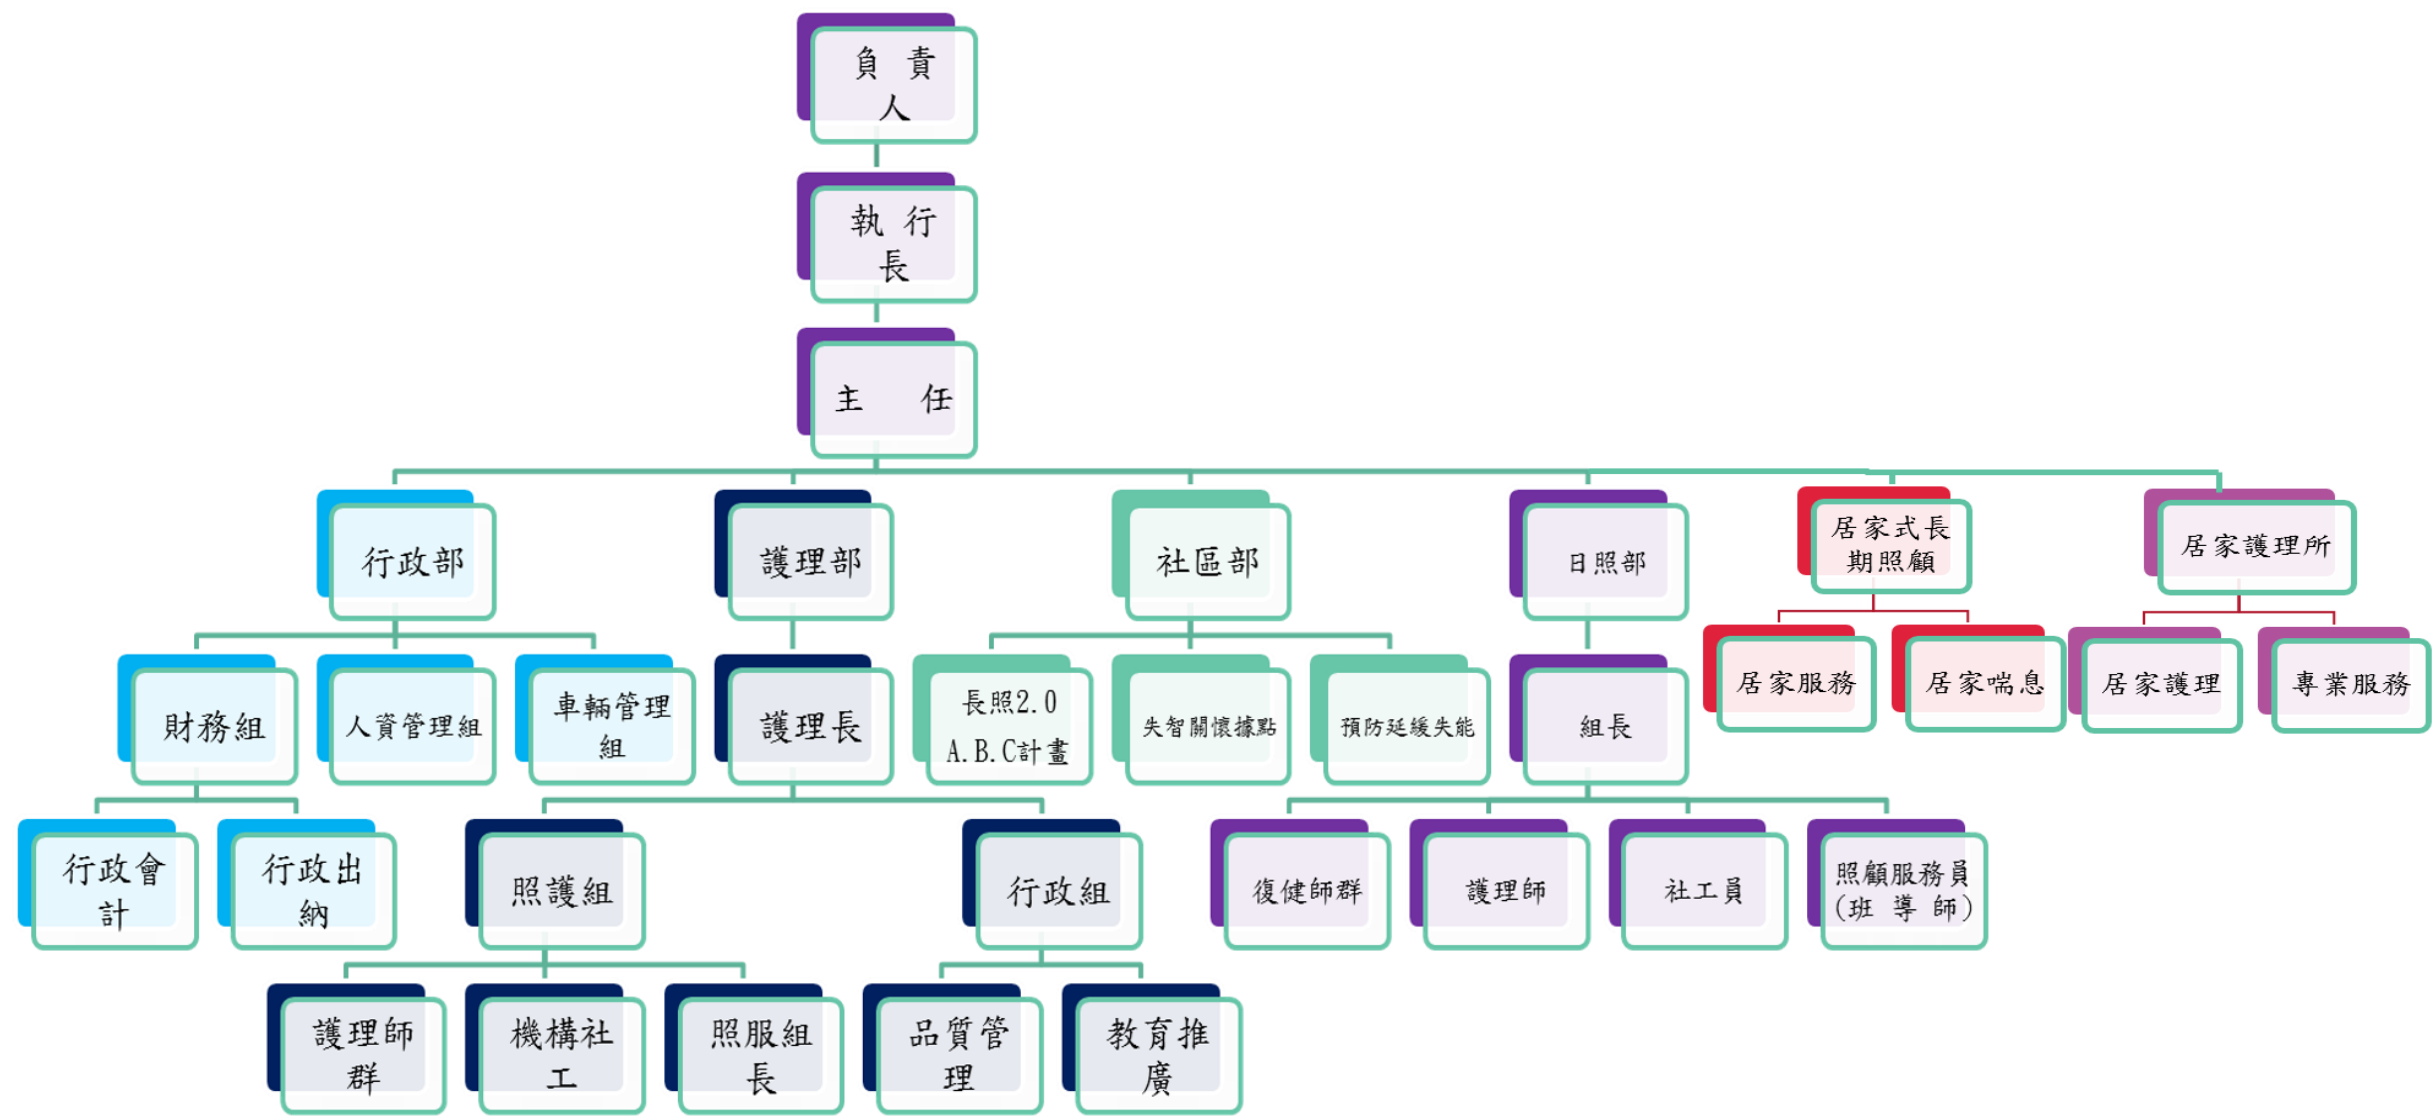 負 責
人
執 行
長
主 任
行政部
護理部
社區部
日照部
居家式長
期照顧
居家護理所
財務組
人資管理組
車輛管理
組
護理長
長照2.0
A.B.C計畫
失智關懷據點
預防延緩失能
組長
居家服務
居家喘息
居家護理
專業服務
行政會
計
行政出
納
照護組
行政組
復健師群
護理師
社工員
照顧服務員
(班 導 師)
護理師
群
機構社
工
照服組
長
品質管
理
教育推
廣